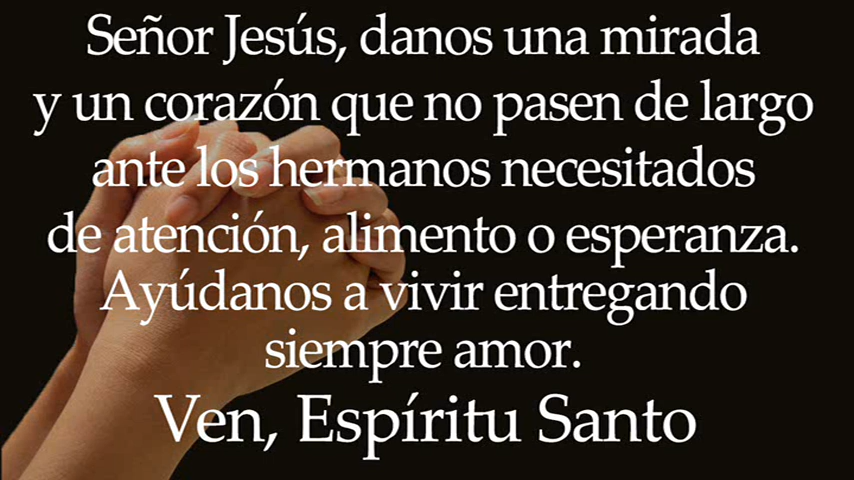 Señor Jesús, danos una mirada
y un corazón que no pasen de largo
ante los hermanos necesitados
de atención, alimento o esperanza.
Ayúdanos a vivir entregando
siempre amor.
Ven, Espíritu Santo